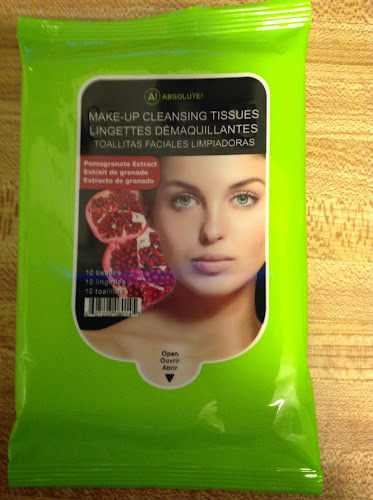 A! ABSOLUTE!
MAKE-UP CLEANSING TISSUES
LINGETTES DÉMAQUILLANTES
TOALLITAS FACIALES LIMPIADORAS
Pomegranate Extract
Extrait de grenade
Extracto de granado
10 tissues
10 lingettes
10 toallitas
Open
Ouvrir
Abrir